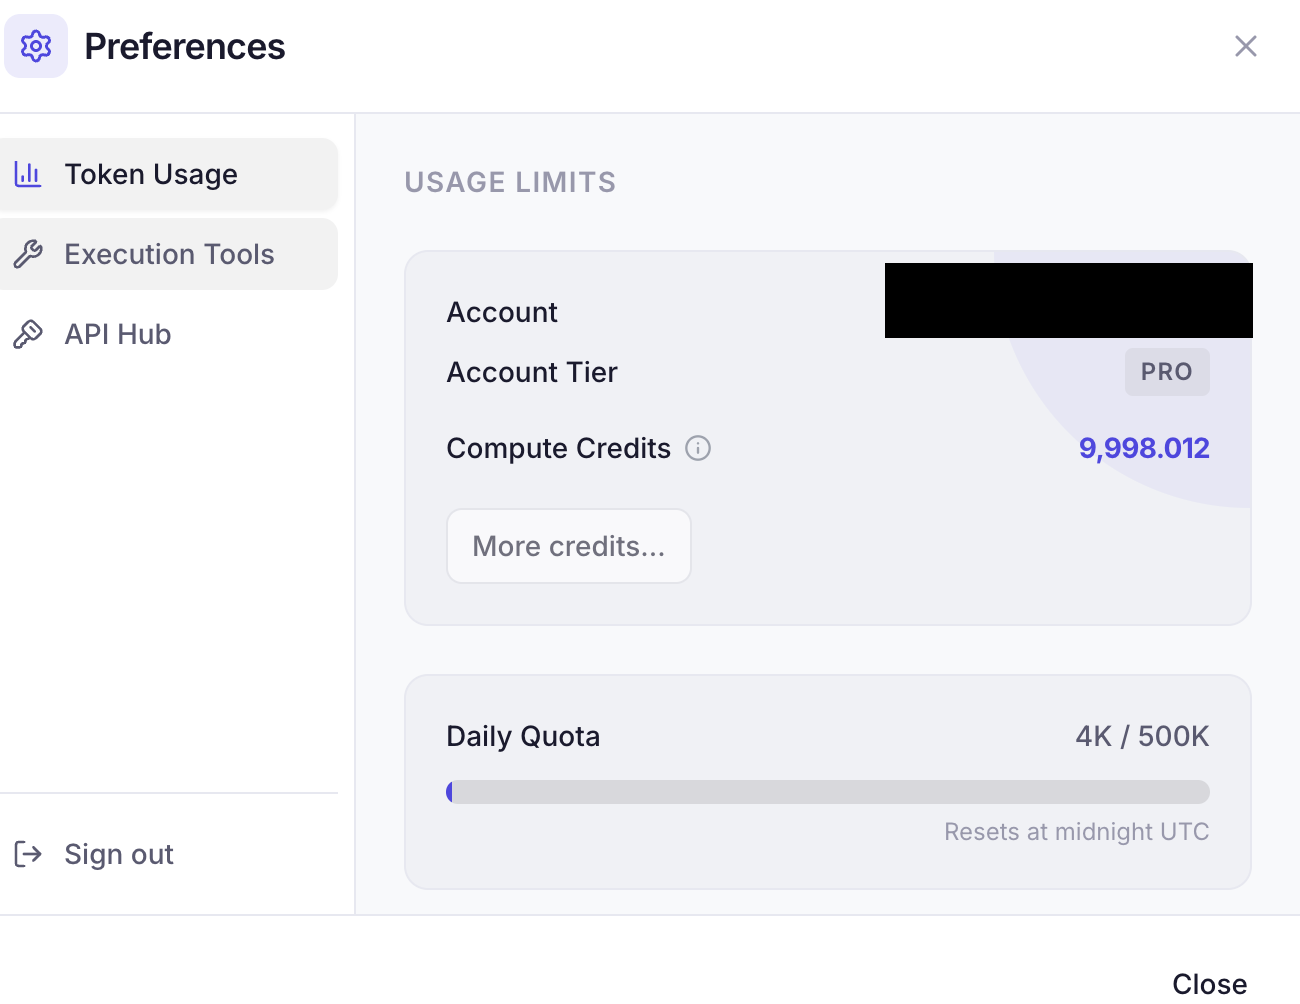 Preferences
Token Usage
Execution Tools
API Hub
Sign out
USAGE LIMITS
Account
Account Tier PRO
Compute Credits 9,998.012
More credits...
Daily Quota 4K / 500K
Resets at midnight UTC
Close